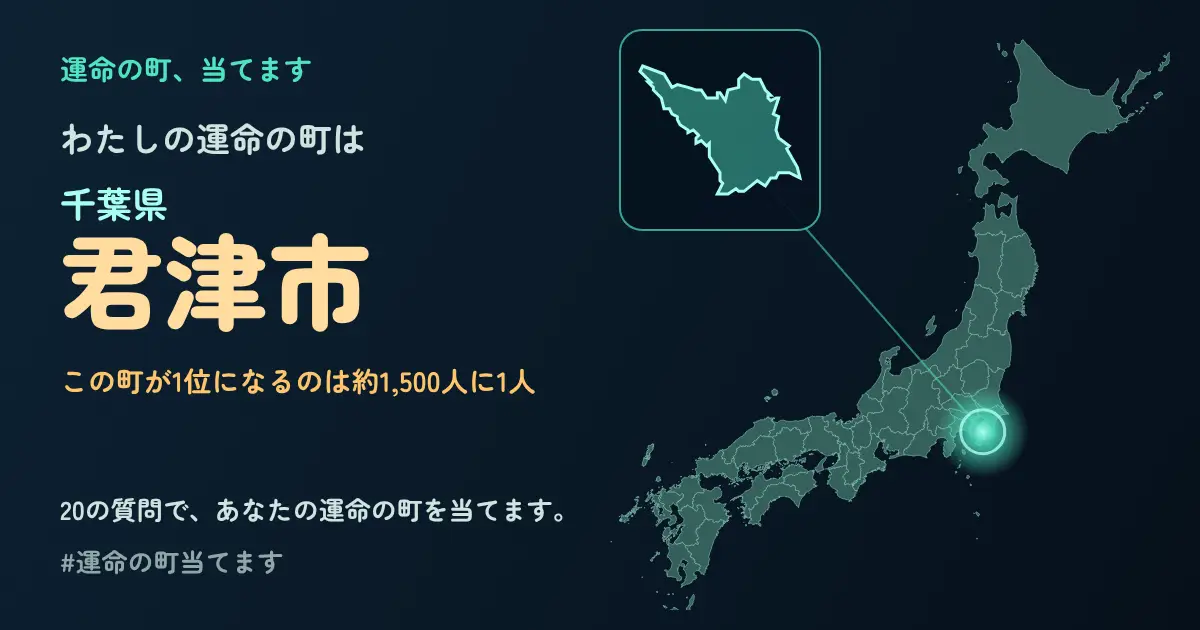 運命の町、当てます
わたしの運命の町は
千葉県
君津市
この町が1位になるのは約1,500人に1人
20の質問で、あなたの運命の町を当てます。
#運命の町当てます